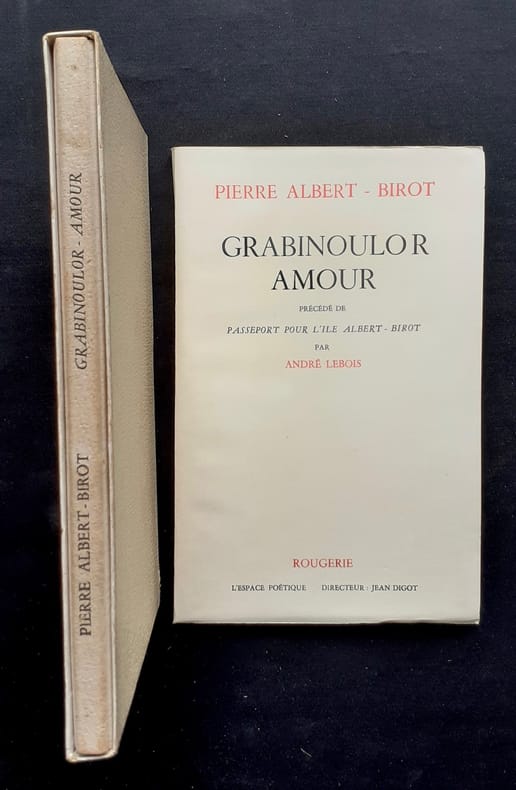 PIERRE ALBERT-BIROT GRABINOULOR-AMOUR
PIERRE ALBERT - BIROT
GRABINOULOR
AMOUR
PRÉCÉDÉ DE
PASSEPORT POUR L'ILE ALBERT - BIROT
PAR
ANDRÉ LEBOIS
ROUGERIE
L'ESPACE POÉTIQUE DIRECTEUR : JEAN DIGOT